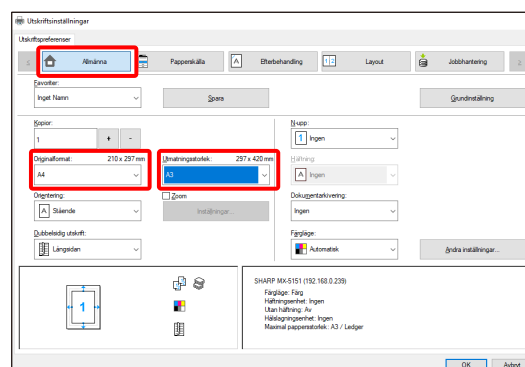 Utskriftsinställningar
Utskriftspreferenser
Allmänna Papperskälla Efterbehandling Layout Jobbhantering
Favoriter:
Inget Namn Spara Grundinställning
Kopior: N-upp:
1 + - 1 Ingen
Originalformat: 210 x 297 mm Utmatningsstorlek: 297 x 420 mm Häftning:
A4 A3 A Ingen
Orientering: Zoom Dokumentarkivering:
A Stående Inställningar... Ingen
Dubbelsidig utskrift: Färgläge:
Långsidan Automatisk Ändra inställningar...
1
SHARP MX-5151 (192.168.0.239)
Färgläge: Färg
Häftningsenhet: Ingen
Utan häftning: Av
Hålslagningsenhet: Ingen
Maximal pappersstorlek: A3 / Ledger
OK Avbryt